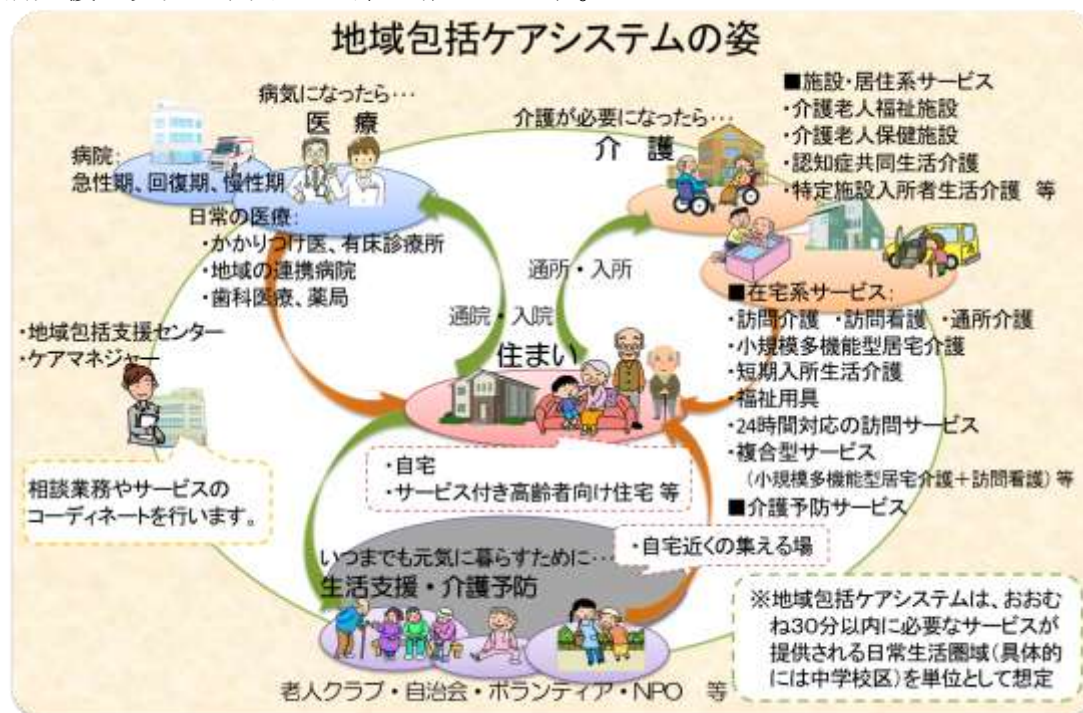 地域包括ケアシステムの姿
病気になったら･･･
医 療
病院:
急性期、回復期、慢性期
日常の医療:
・かかりつけ医、有床診療所
・地域の連携病院
・歯科医療、薬局
介護が必要になったら･･･
介 護
■施設・居住系サービス
・介護老人福祉施設
・介護老人保健施設
・認知症共同生活介護
・特定施設入所者生活介護 等
■在宅系サービス:
・訪問介護 ・訪問看護 ・通所介護
・小規模多機能型居宅介護
・短期入所生活介護
・福祉用具
・24時間対応の訪問サービス
・複合型サービス
（小規模多機能型居宅介護＋訪問看護）等
■介護予防サービス
通院・入院
通所・入所
住まい
・自宅
・サービス付き高齢者向け住宅 等
・地域包括支援センター
・ケアマネジャー
相談業務やサービスの
コーディネートを行います。
・自宅近くの集える場
いつまでも元気に暮らすために･･･
生活支援・介護予防
老人クラブ・自治会・ボランティア・NPO 等
※地域包括ケアシステムは、おおむ
ね30分以内に必要なサービスが
提供される日常生活圏域（具体的
には中学校区）を単位として想定